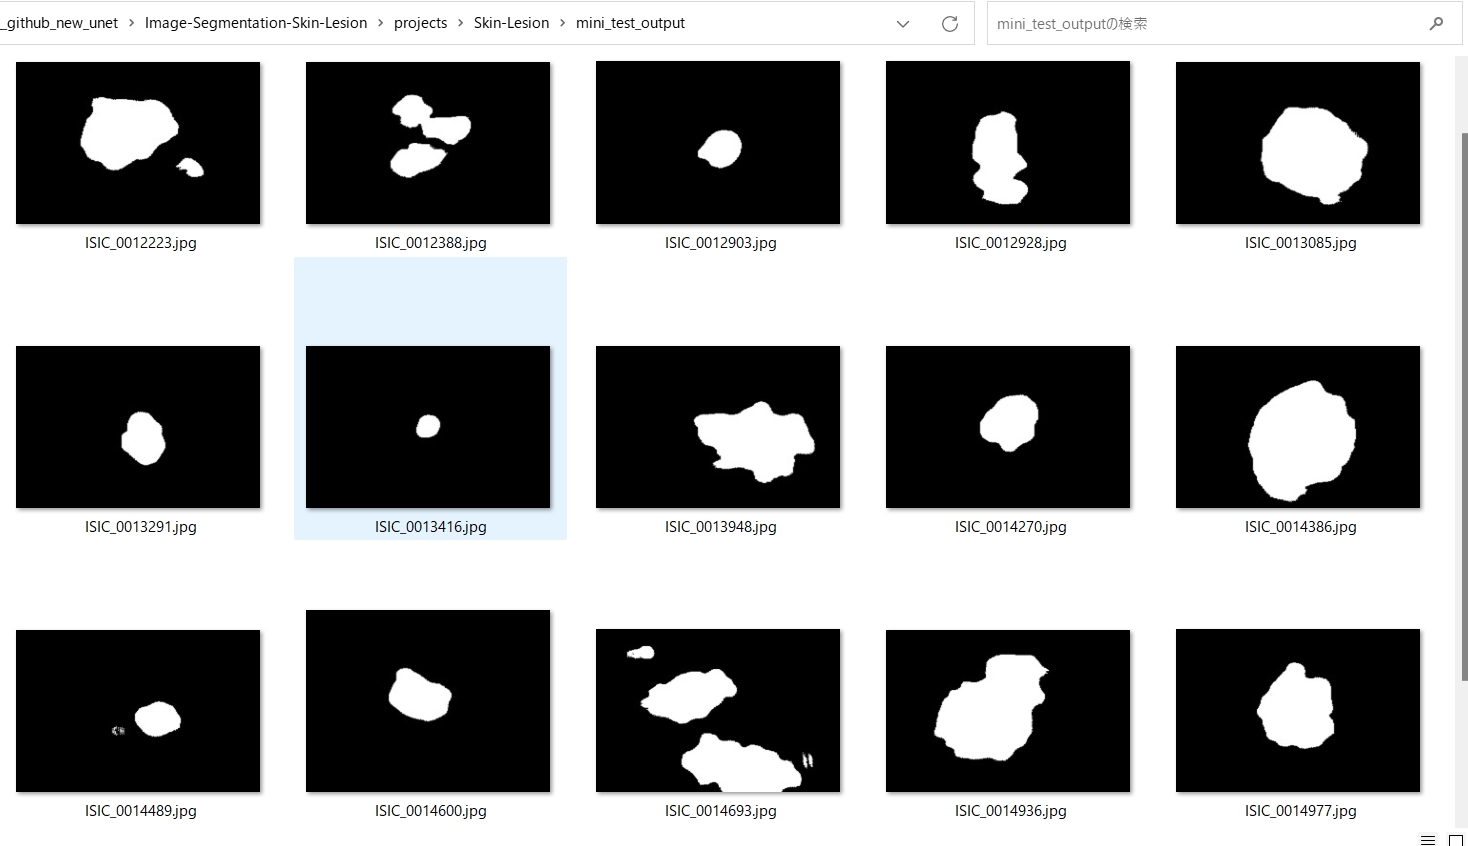 _github_new_unet > Image-Segmentation-Skin-Lesion > projects > Skin-Lesion > mini_test_output
mini_test_outputの検索
ISIC_0012223.jpg
ISIC_0012388.jpg
ISIC_0012903.jpg
ISIC_0012928.jpg
ISIC_0013085.jpg
ISIC_0013291.jpg
ISIC_0013416.jpg
ISIC_0013948.jpg
ISIC_0014270.jpg
ISIC_0014386.jpg
ISIC_0014489.jpg
ISIC_0014600.jpg
ISIC_0014693.jpg
ISIC_0014936.jpg
ISIC_0014977.jpg